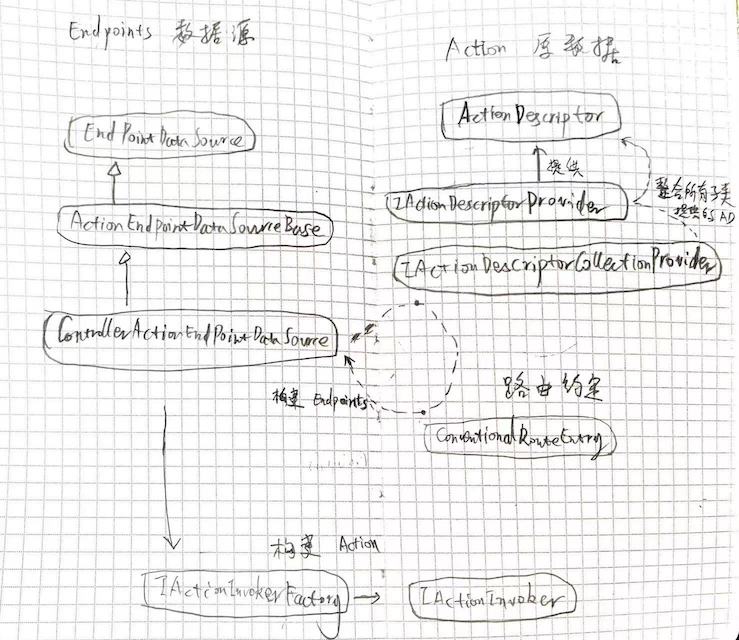 Endpoints 数据源
Action 原数据
EndPointDataSource
ActionDescriptor
提供
IActionDescriptorProvider
整合所有子类
提供的AD
ActionEndpointDataSourceBase
IActionDescriptorCollectionProvider
ControllerActionEndPointDataSource
路由约定
构建 Endpoints
ConventionalRouteEntry
构建 Action
IActionInvokerFactory
IActionInvoker